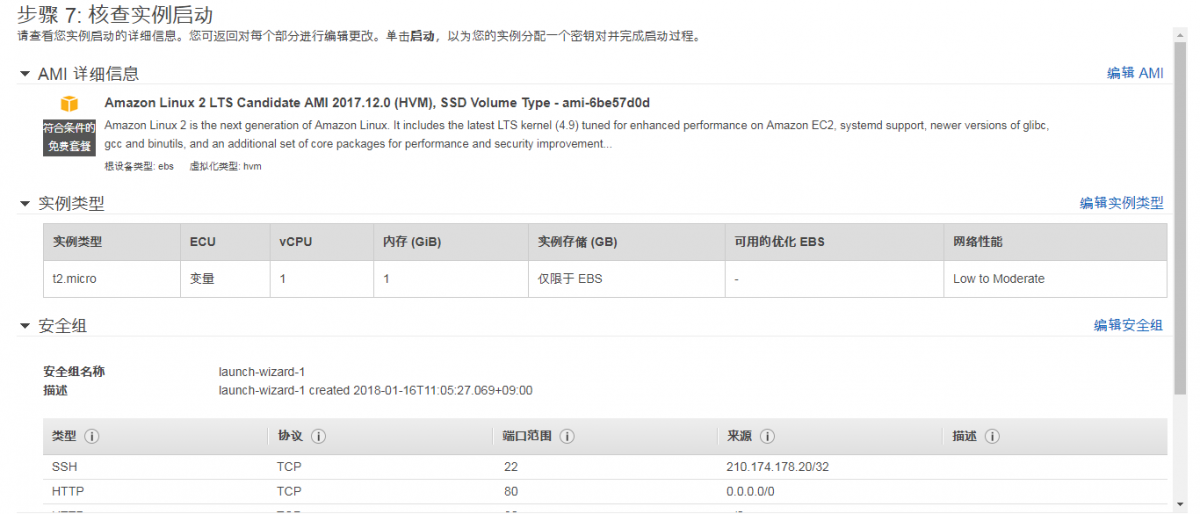 步骤 7: 核查实例启动
请查看您实例启动的详细信息。您可返回对每个部分进行编辑更改。单击启动，以为您的实例分配一个密钥对并完成启动过程。
AMI 详细信息 编辑 AMI
Amazon Linux 2 LTS Candidate AMI 2017.12.0 (HVM), SSD Volume Type - ami-6be57d0d
符合条件的
免费套餐
Amazon Linux 2 is the next generation of Amazon Linux. It includes the latest LTS kernel (4.9) tuned for enhanced performance on Amazon EC2, systemd support, newer versions of glibc,
gcc and binutils, and an additional set of core packages for performance and security improvement...
根设备类型: ebs 虚拟化类型: hvm
实例类型 编辑实例类型
实例类型 ECU vCPU 内存 (GiB) 实例存储 (GB) 可用的优化 EBS 网络性能
t2.micro 变量 1 1 仅限于 EBS - Low to Moderate
安全组 编辑安全组
安全组名称 launch-wizard-1
描述 launch-wizard-1 created 2018-01-16T11:05:27.069+09:00
类型 协议 端口范围 来源 描述
SSH TCP 22 210.174.178.20/32
HTTP TCP 80 0.0.0.0/0